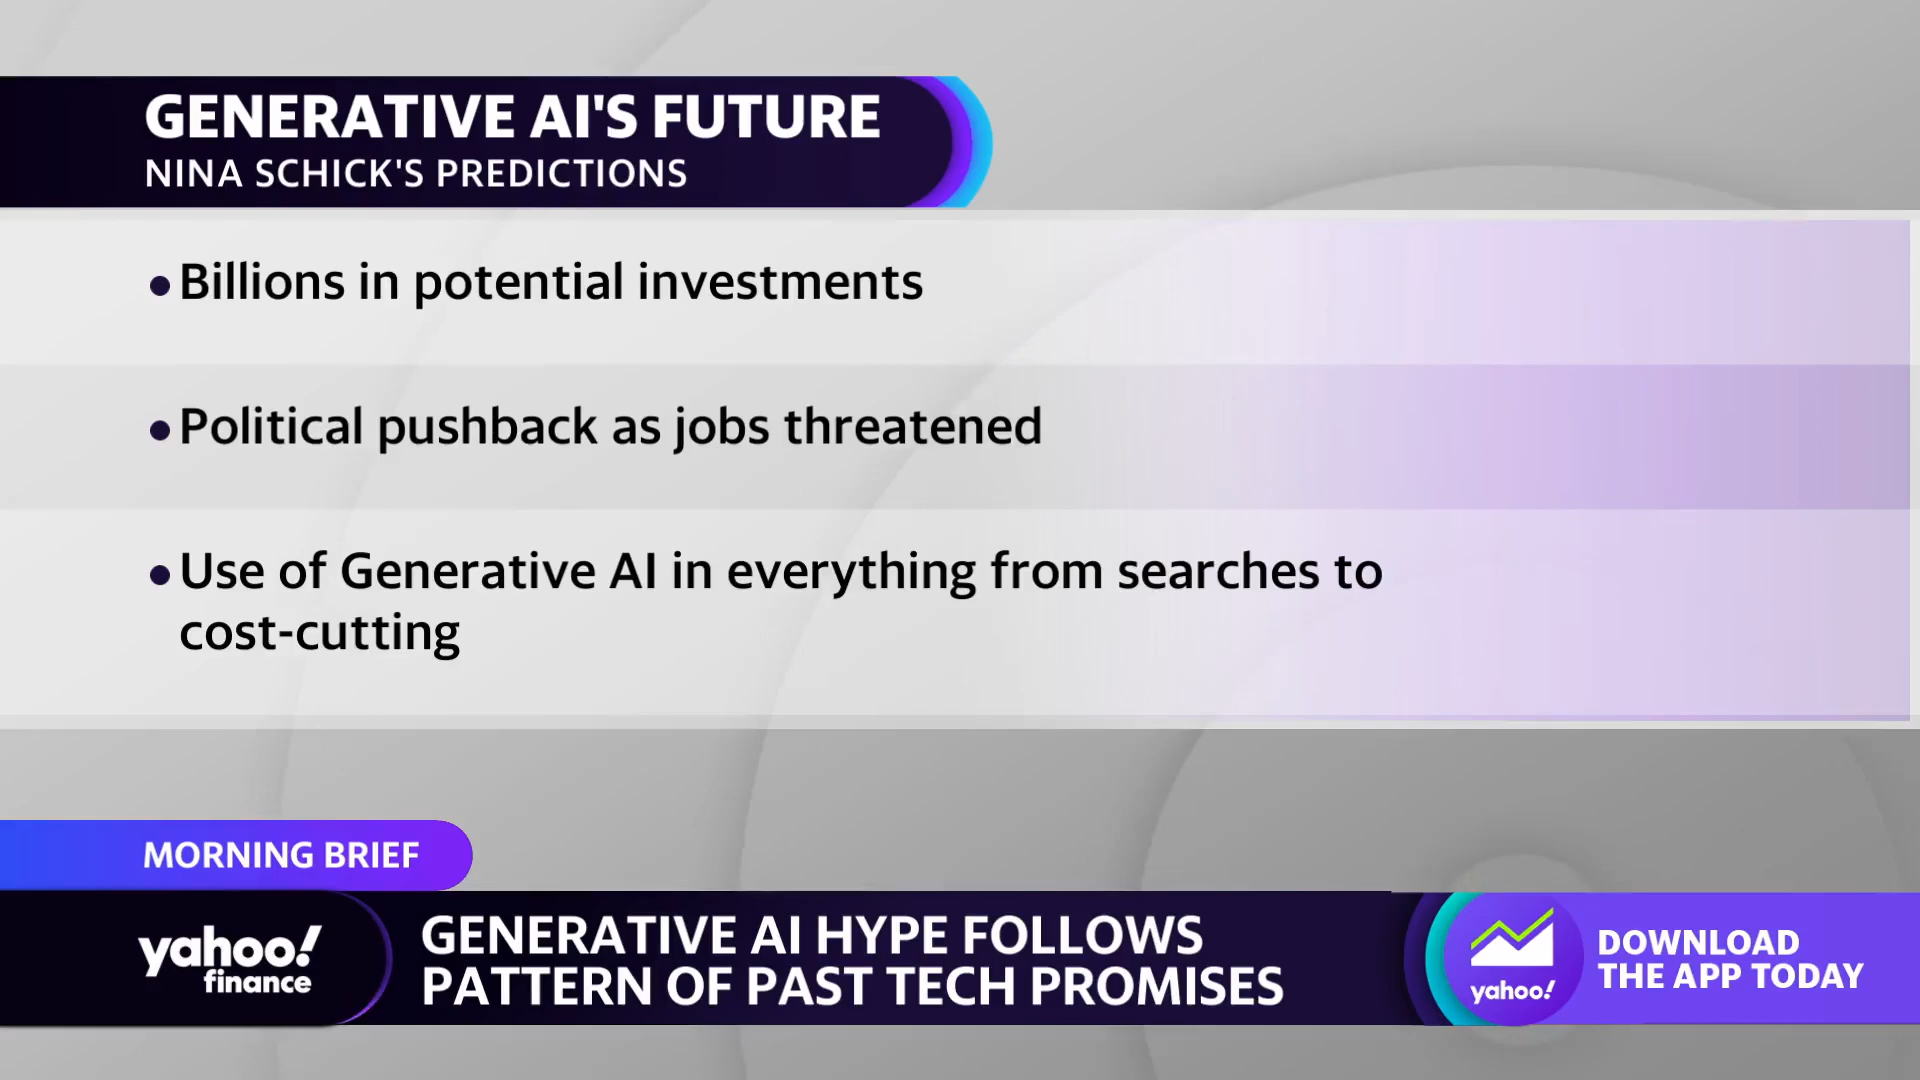 GENERATIVE AI'S FUTURE
NINA SCHICK'S PREDICTIONS
• Billions in potential investments
• Political pushback as jobs threatened
• Use of Generative AI in everything from searches to
cost-cutting
MORNING BRIEF
yahoo!
finance
GENERATIVE AI HYPE FOLLOWS
PATTERN OF PAST TECH PROMISES
yahoo!
DOWNLOAD
THE APP TODAY